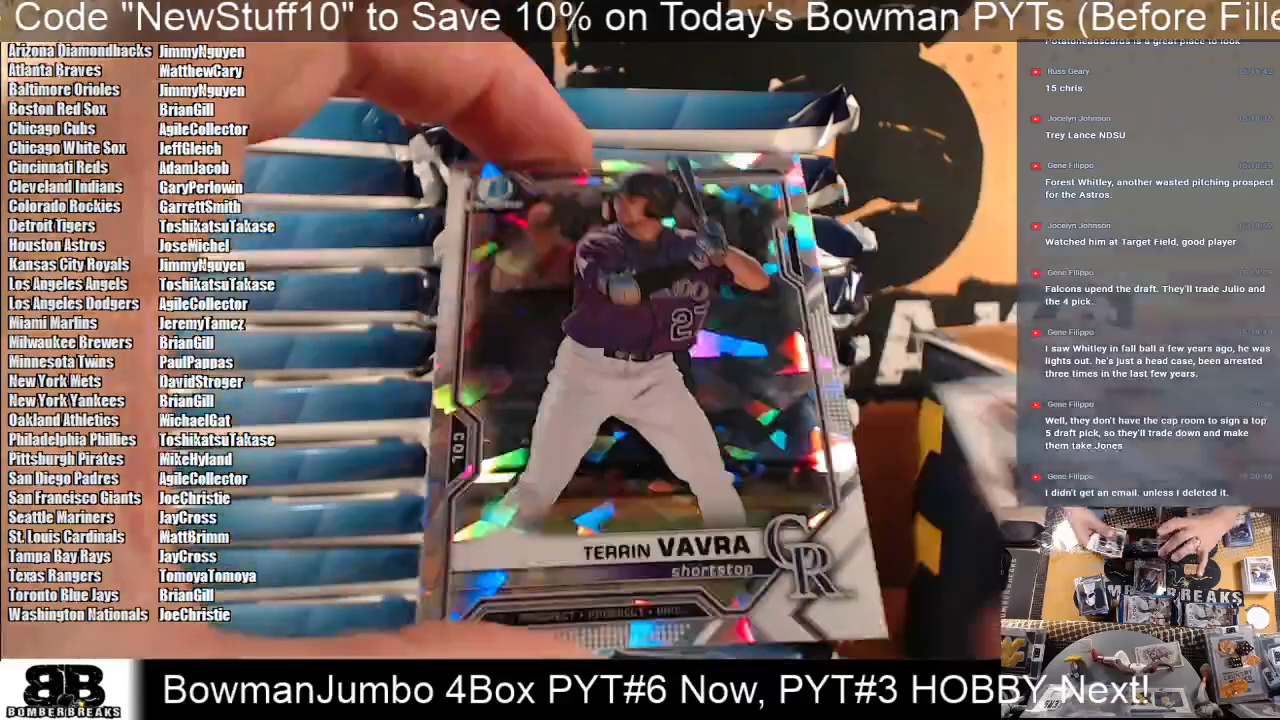 Code "NewStuff10" to Save 10% on Today's Bowman PYTs (Before Fille
Arizona Diamondbacks JimmyNguyen
Atlanta Braves MatthewCary
Baltimore Orioles JimmyNguyen
Boston Red Sox BrianGill
Chicago Cubs AgileCollector
Chicago White Sox JeffGleich
Cincinnati Reds AdamJacob
Cleveland Indians GaryPerlowin
Colorado Rockies GarrettSmith
Detroit Tigers ToshikatsuTakase
Houston Astros JoseMichel
Kansas City Royals JimmyNguyen
Los Angeles Angels ToshikatsuTakase
Los Angeles Dodgers AgileCollector
Miami Marlins JeremyTamez
Milwaukee Brewers BrianGill
Minnesota Twins PaulPappas
New York Mets DavidStroger
New York Yankees BrianGill
Oakland Athletics MichaelGat
Philadelphia Phillies ToshikatsuTakase
Pittsburgh Pirates MikeHyland
San Diego Padres AgileCollector
San Francisco Giants JoeChristie
Seattle Mariners JayCross
St. Louis Cardinals MattBrimm
Tampa Bay Rays JayCross
Texas Rangers TomoyaTomoya
Toronto Blue Jays BrianGill
Washington Nationals JoeChristie
COL
TERRIN VAVRA
shortstop
CR
Potatoheadscards is a great place to look
Russ Geary
15 chris
Jocelyn Johnson
Trey Lance NDSU
Gene Filippo
Forest Whitley, another wasted pitching prospect
for the Astros.
Jocelyn Johnson
Watched him at Target Field, good player
Gene Filippo
Falcons upend the draft. They'll trade Julio and
the 4 pick.
Gene Filippo
I saw Whitley in fall ball a few years ago, he was
lights out. he's just a head case, been arrested
three times in the last few years.
Gene Filippo
Well, they don't have the cap room to sign a top
5 draft pick, so they'll trade down and make
them take Jones.
Gene Filippo
I didn't get an email. unless I deleted it.
BB
BOMBERBREAKS
BowmanJumbo 4Box PYT#6 Now, PYT#3 HOBBY Next!